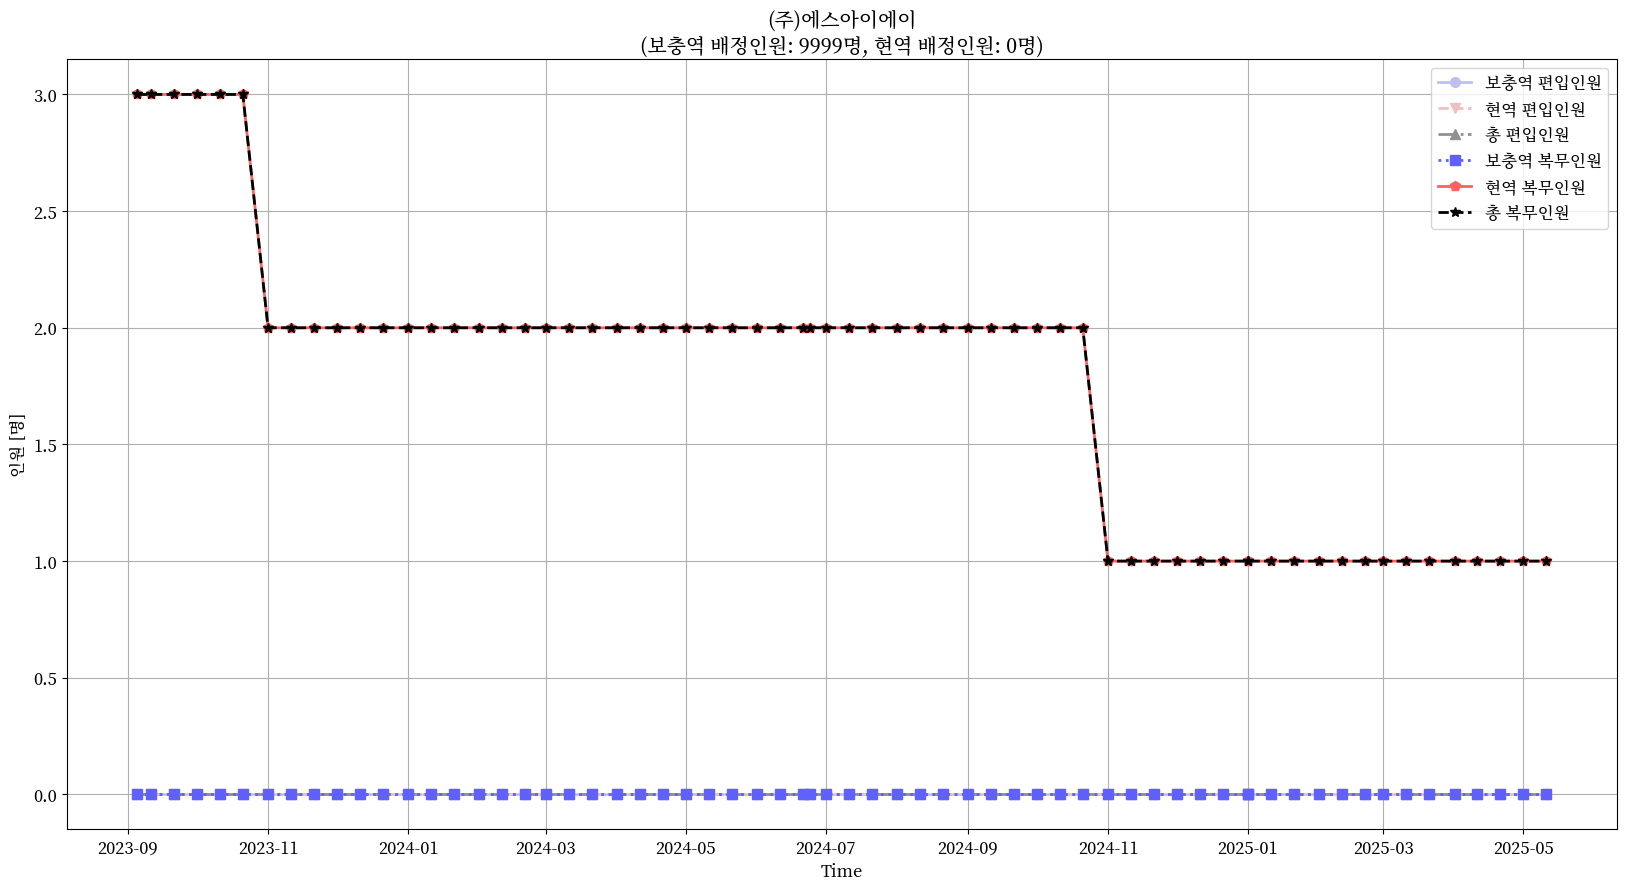 (주)에스아이에이
(보충역 배정인원: 9999명, 현역 배정인원: 0명)
보충역 편입인원
현역 편입인원
총 편입인원
보충역 복무인원
현역 복무인원
총 복무인원
3.0
2.5
2.0
1.5
1.0
0.5
0.0
인원 [명]
2023-09 2023-11 2024-01 2024-03 2024-05 2024-07 2024-09 2024-11 2025-01 2025-03 2025-05
Time